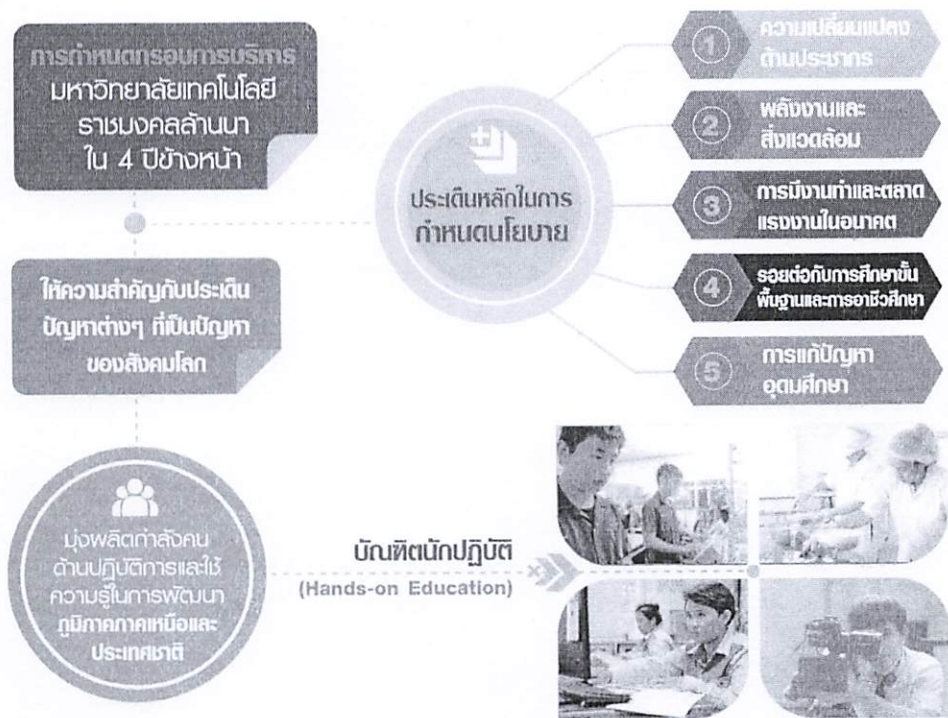 การกำหนดกรอบการบริหาร
มหาวิทยาลัยเทคโนโลยี
ราชมงคลล้านนา
ใน 4 ปีข้างหน้า
ให้ความสำคัญกับประเด็น
ปัญหาต่างๆ ที่เป็นปัญหา
ของสังคมโลก
มุ่งผลิตกำลังคน
ด้านปฏิบัติการและใช้
ความรู้ในการพัฒนา
ภูมิภาคภาคเหนือและ
ประเทศชาติ
ประเด็นหลักในการ
กำหนดนโยบาย
1
ความเปลี่ยนแปลง
ด้านประชากร
2
พลังงานและ
สิ่งแวดล้อม
3
การมีงานทำและตลาด
แรงงานในอนาคต
4
รอยต่อกับการศึกษาขั้น
พื้นฐานและการอาชีวศึกษา
5
การแก้ปัญหา
อุดมศึกษา
บัณฑิตนักปฏิบัติ
(Hands-on Education)